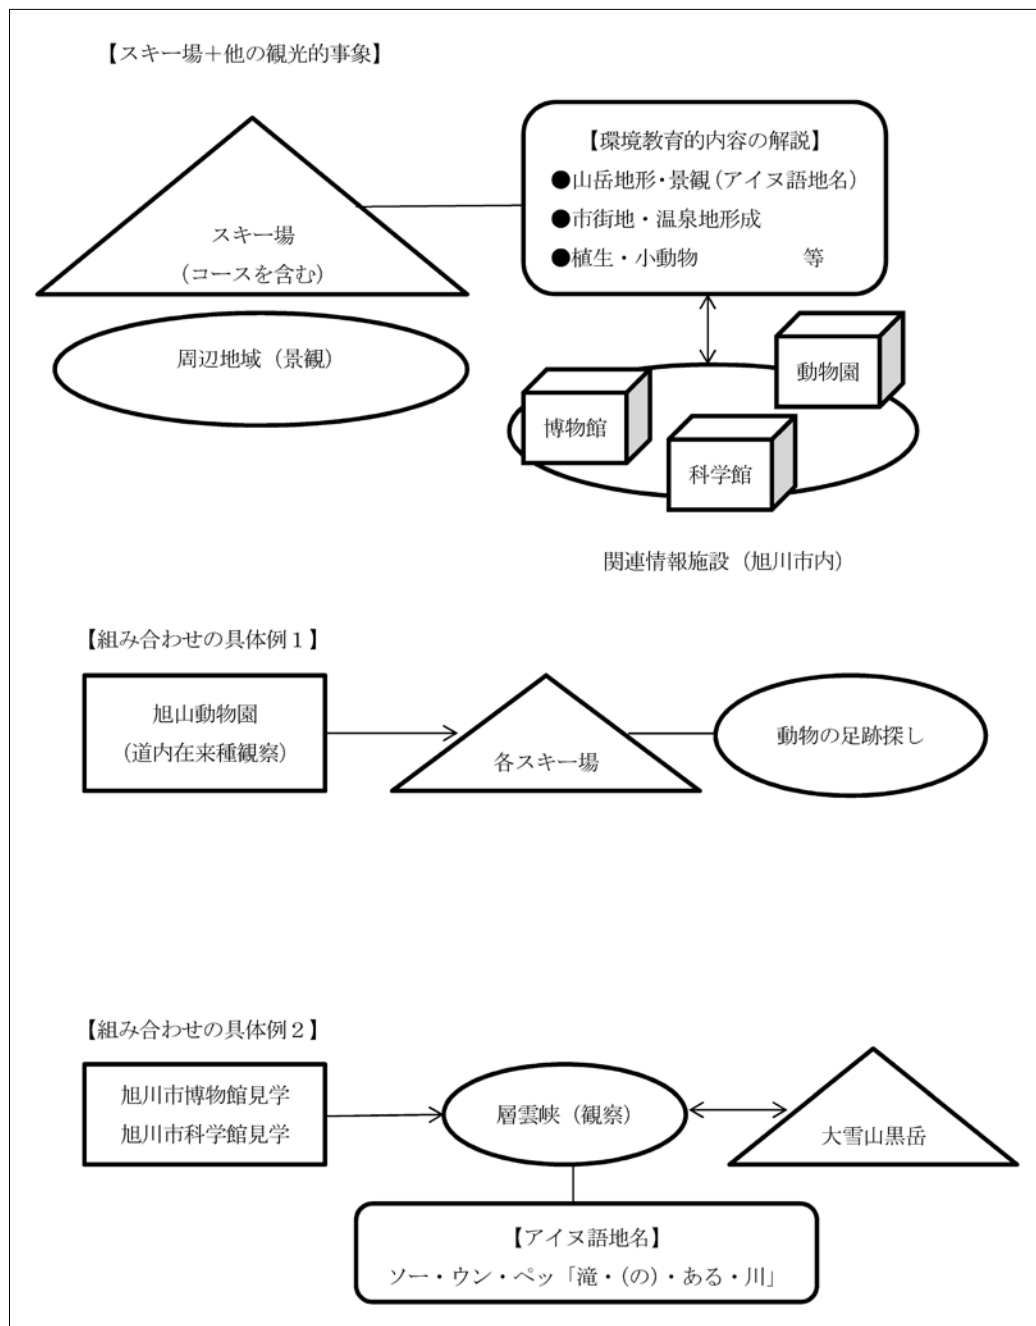 【スキー場＋他の観光的事象】
スキー場
（コースを含む）
周辺地域（景観）
【環境教育的内容の解説】
●山岳地形・景観（アイヌ語地名）
●市街地・温泉地形成
●植生・小動物　　　　　等
動物園
博物館
科学館
関連情報施設（旭川市内）
【組み合わせの具体例１】
旭山動物園
（道内在来種観察）
各スキー場
動物の足跡探し
【組み合わせの具体例２】
旭川市博物館見学
旭川市科学館見学
層雲峡（観察）
大雪山黒岳
【アイヌ語地名】
ソー・ウン・ペッ「滝・（の）・ある・川」